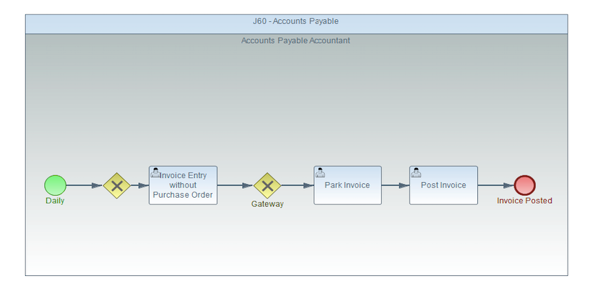 J60 - Accounts Payable
Accounts Payable Accountant
Invoice Entry
without
Purchase Order
Park Invoice
Post Invoice
Daily
Gateway
Invoice Posted